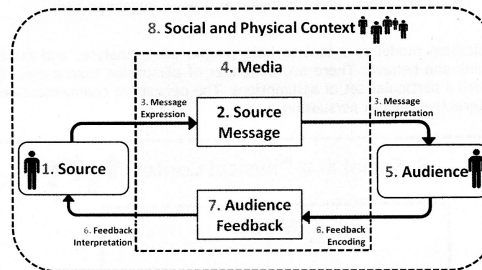 8. Social and Physical Context
4. Media
3. Message
Expression
2. Source
Message
3. Message
Interpretation
1. Source
5. Audience
7. Audience
Feedback
6. Feedback
Interpretation
6. Feedback
Encoding